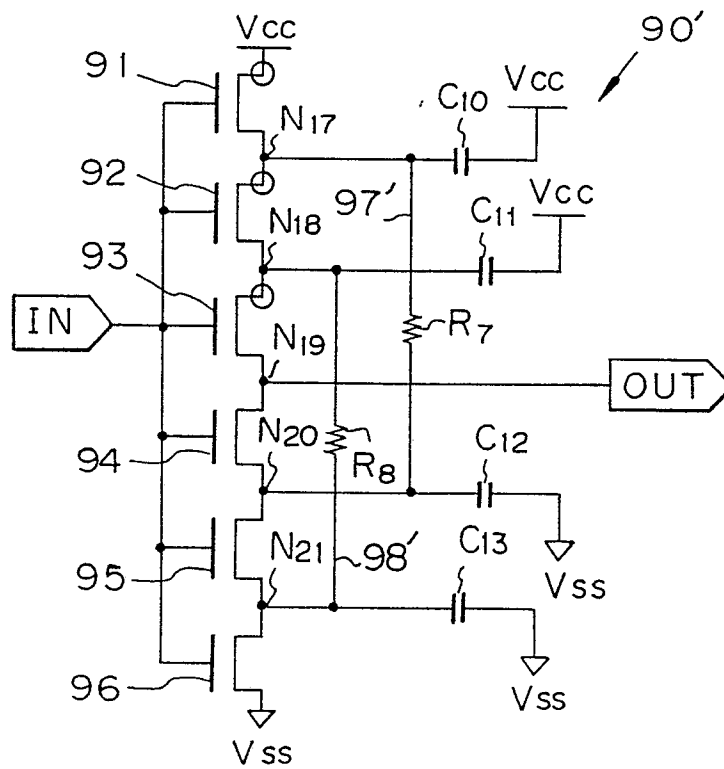 Vcc
90'
91
C10
Vcc
N17
92
97'
C11
Vcc
N18
93
IN
R7
N19
OUT
N20
94
R8
C12
N21
98'
C13
95
Vss
96
Vss
Vss